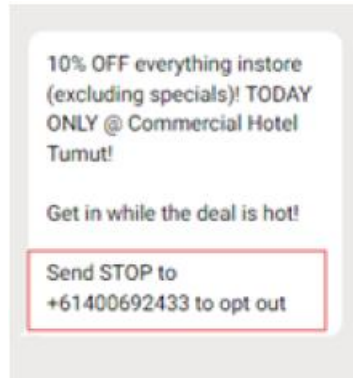 10% OFF everything instore
(excluding specials)! TODAY
ONLY @ Commercial Hotel
Tumut!
Get in while the deal is hot!
Send STOP to
+61400692433 to opt out